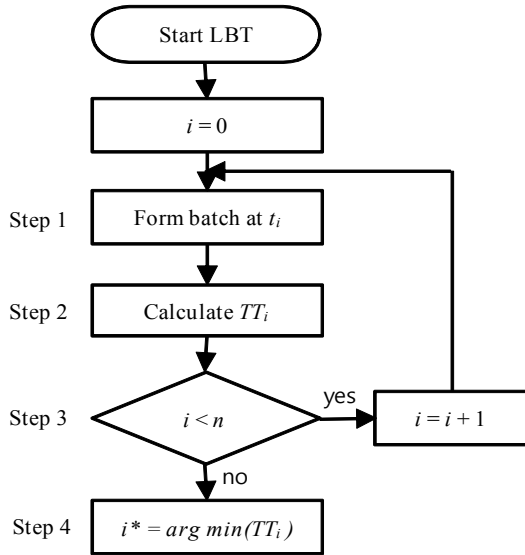 Start LBT
i = 0
Step 1
Form batch at tᵢ
Step 2
Calculate TTᵢ
Step 3
i < n
yes
i = i + 1
no
Step 4
i* = arg min(TTᵢ)